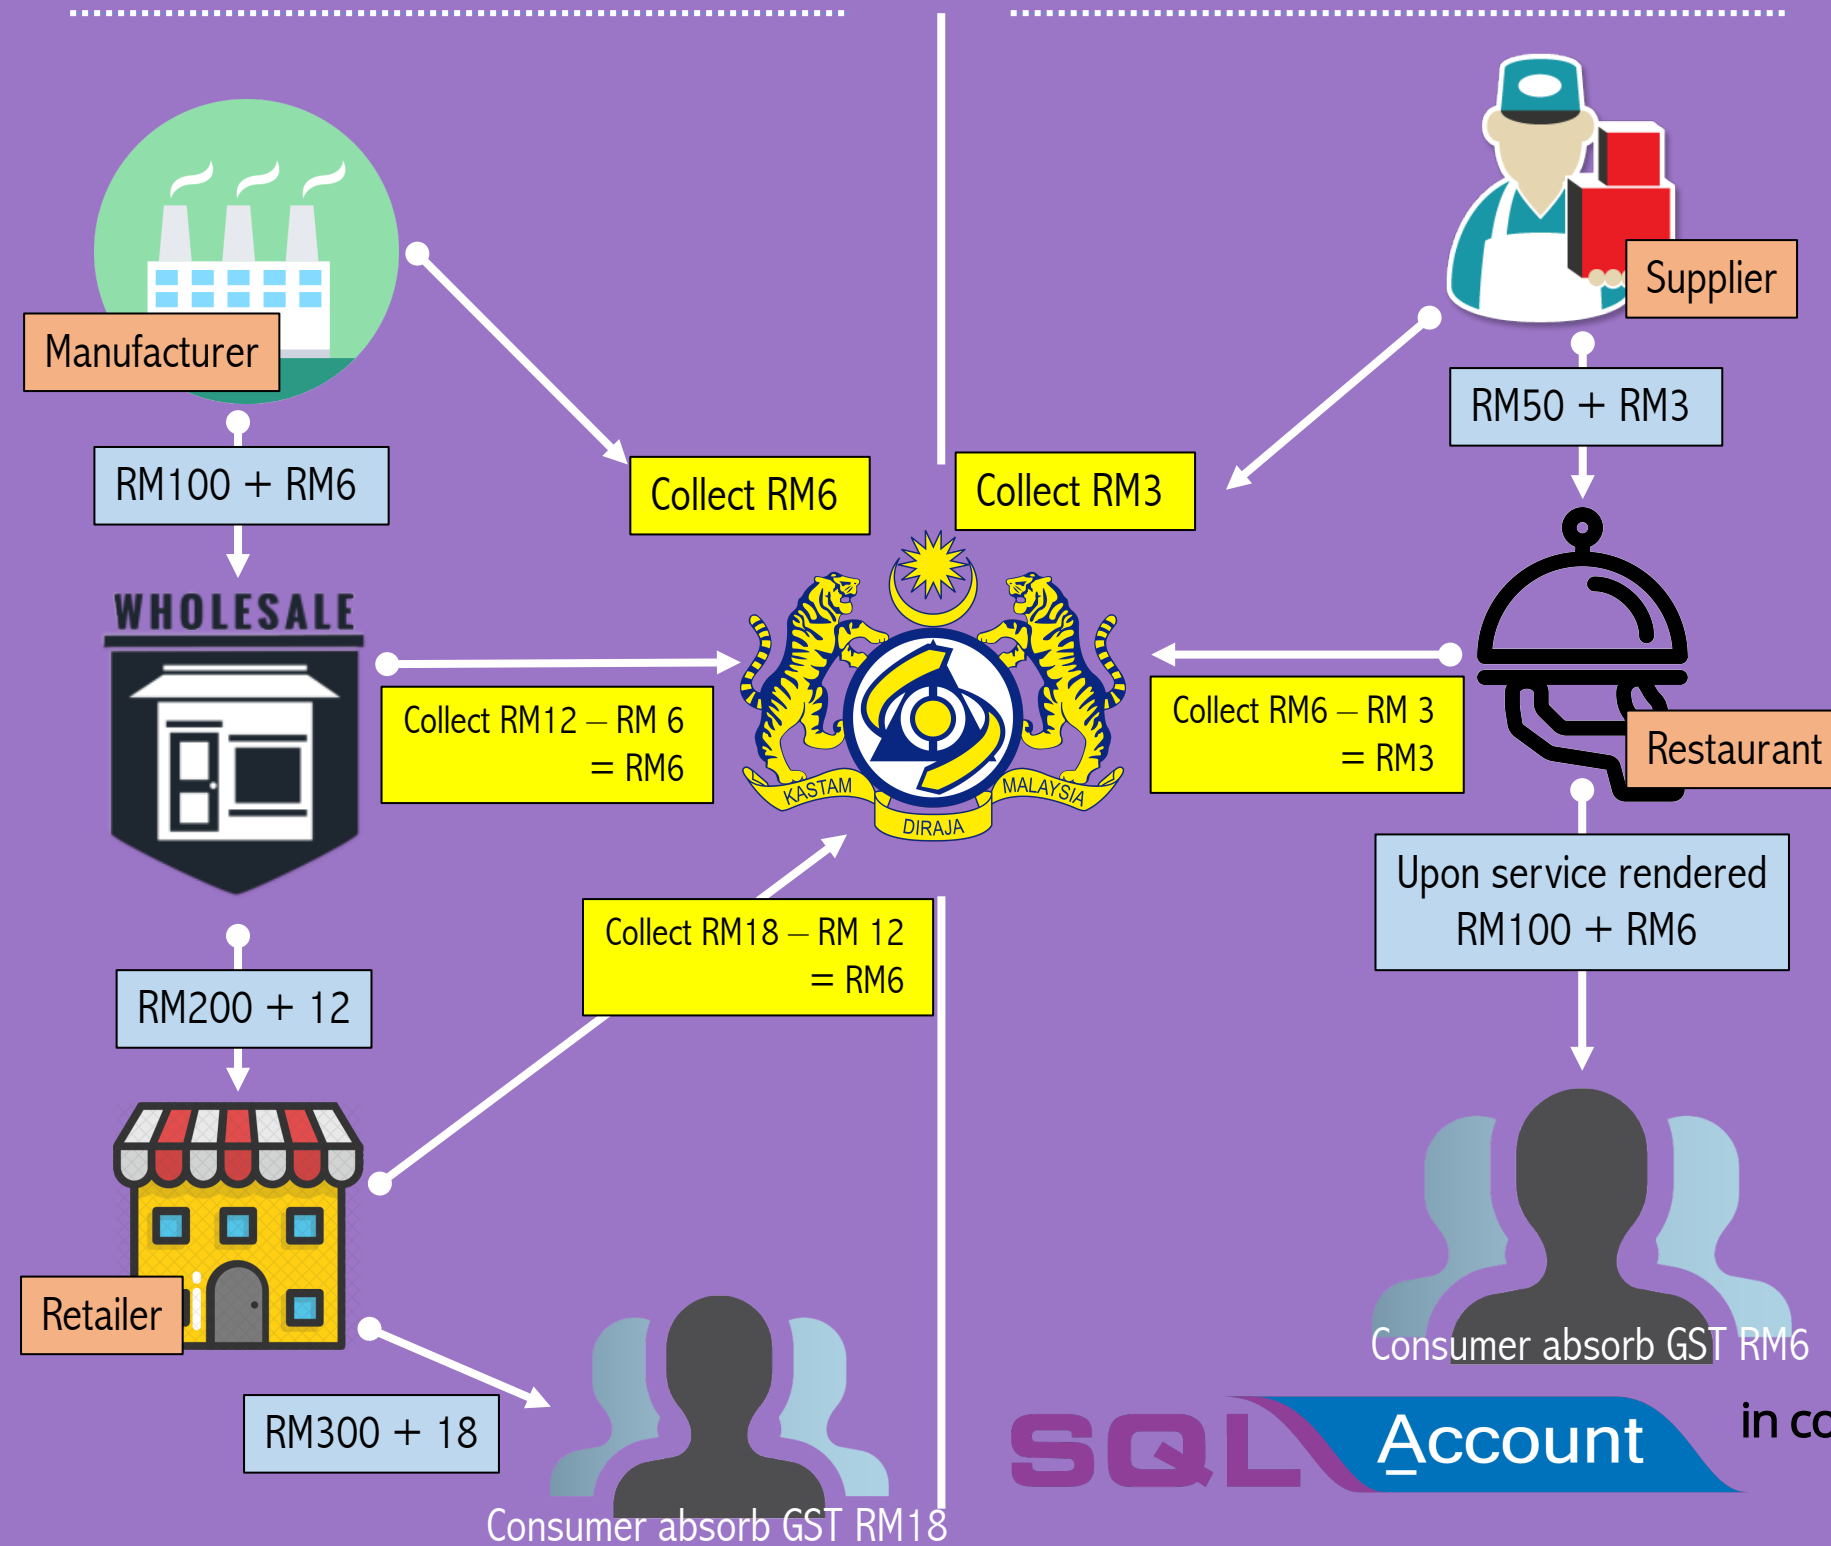 Manufacturer
RM100 + RM6
Collect RM6
WHOLESALE
Collect RM12 – RM 6
= RM6
RM200 + 12
Collect RM18 – RM 12
= RM6
Retailer
RM300 + 18
Consumer absorb GST RM18
KASTAM
DIRAJA
MALAYSIA
Supplier
RM50 + RM3
Collect RM3
Collect RM6 – RM 3
= RM3
Restaurant
Upon service rendered
RM100 + RM6
Consumer absorb GST RM6
SQL Account
in